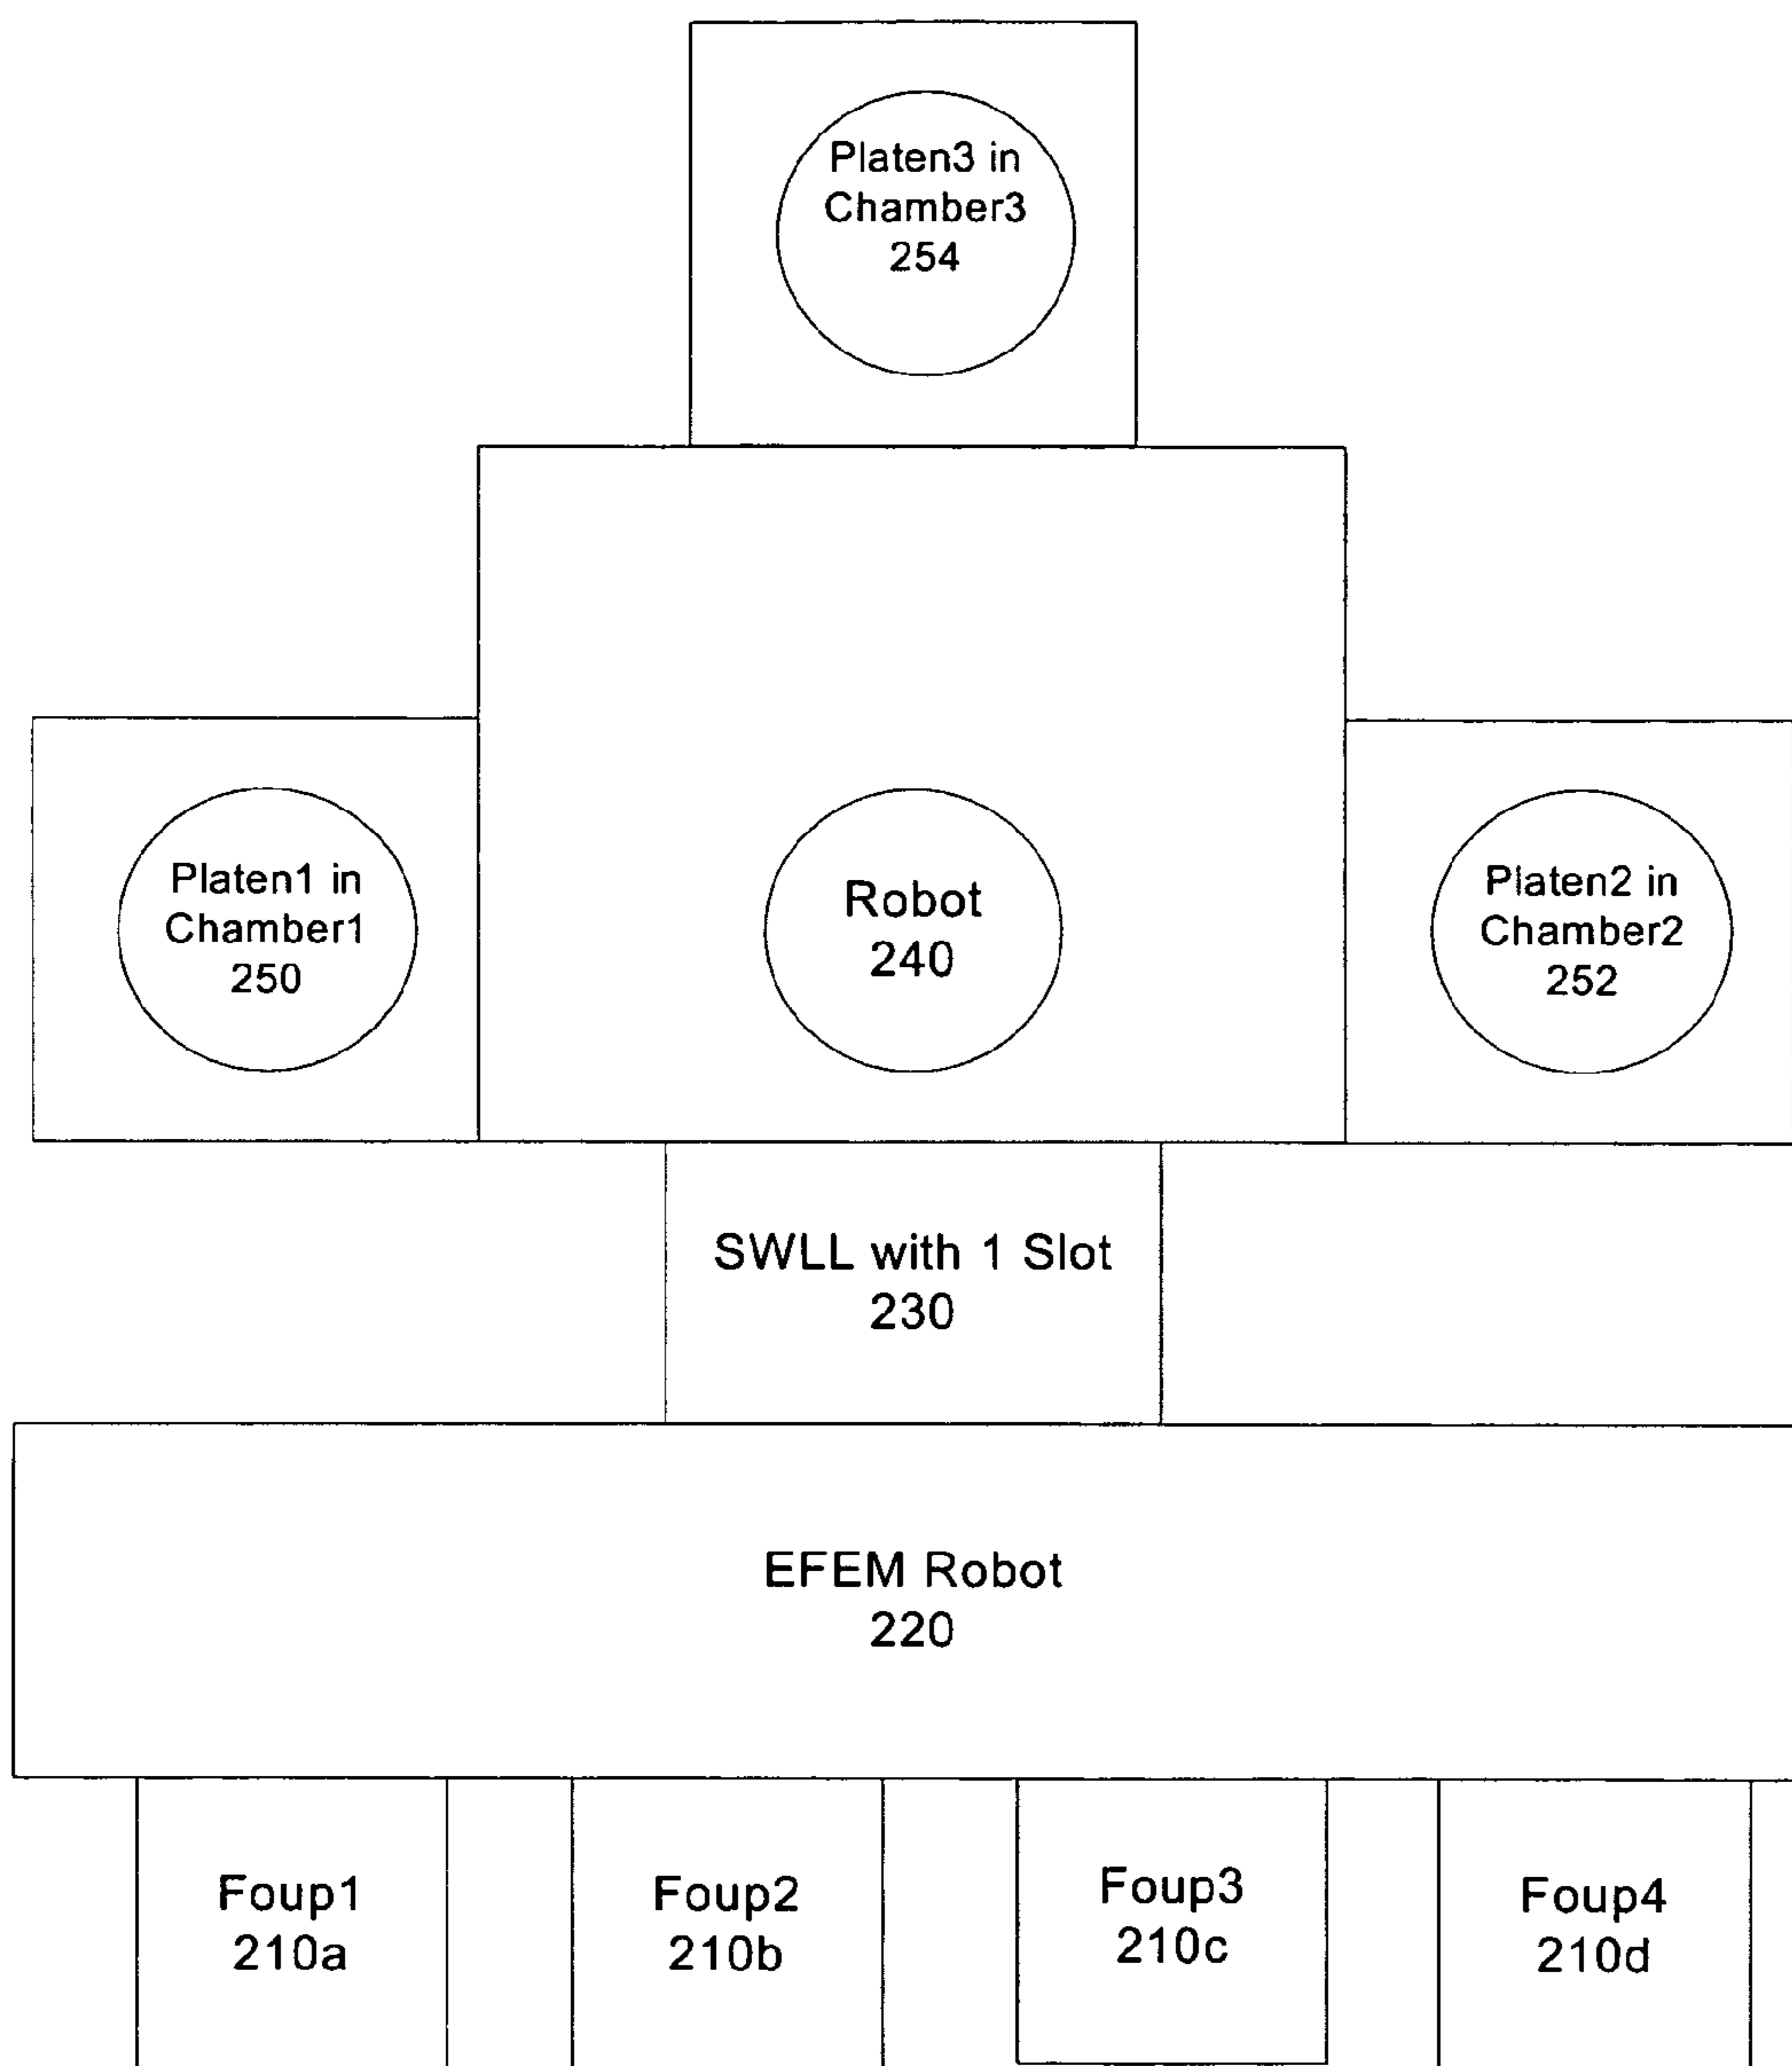 Platen3 in
Chamber3
254
Platen1 in
Chamber1
250
Robot
240
Platen2 in
Chamber2
252
SWLL with 1 Slot
230
EFEM Robot
220
Foup1
210a
Foup2
210b
Foup3
210c
Foup4
210d